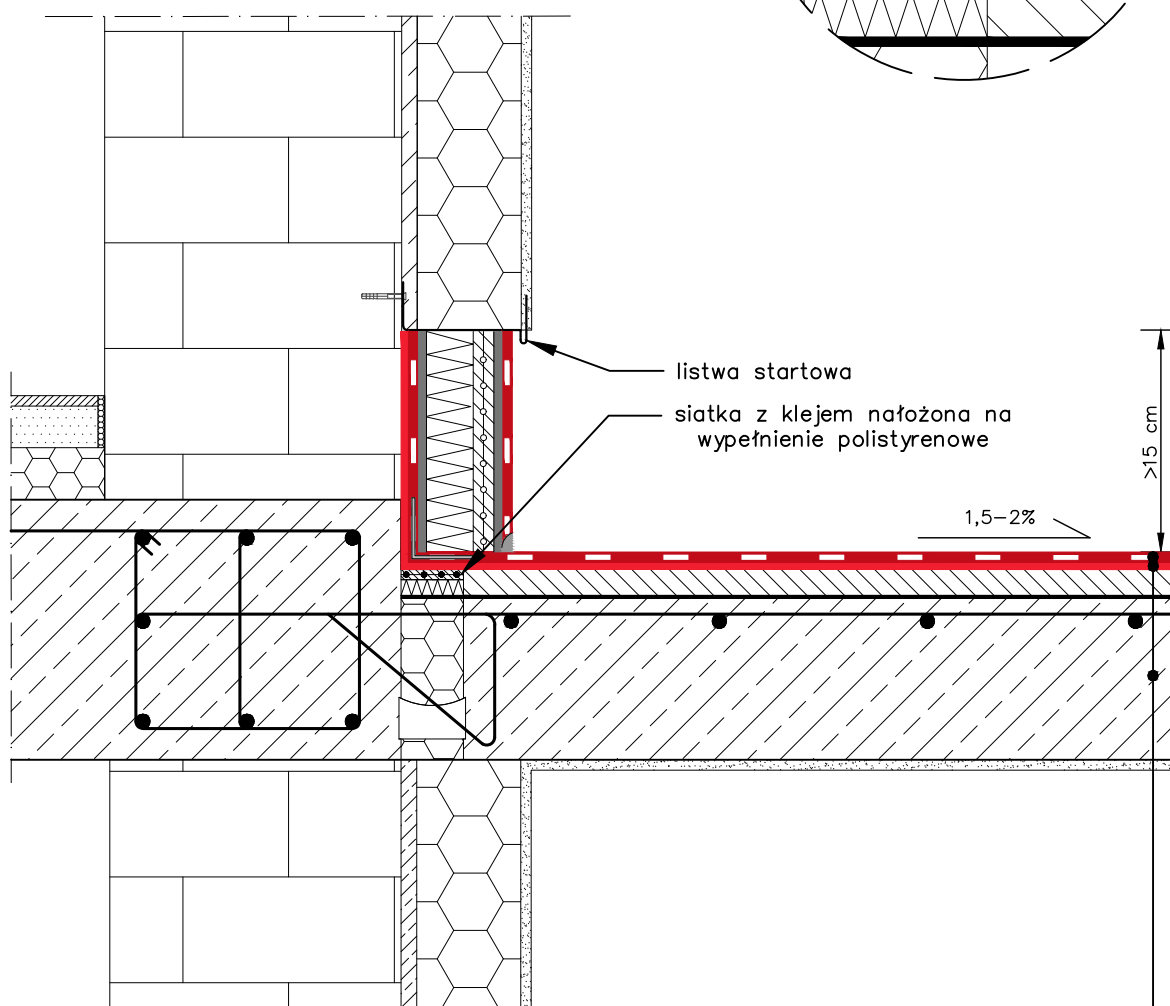 listwa startowa
siatka z klejem nałożona na
wypełnienie polistyrenowe
>15 cm
1,5-2%